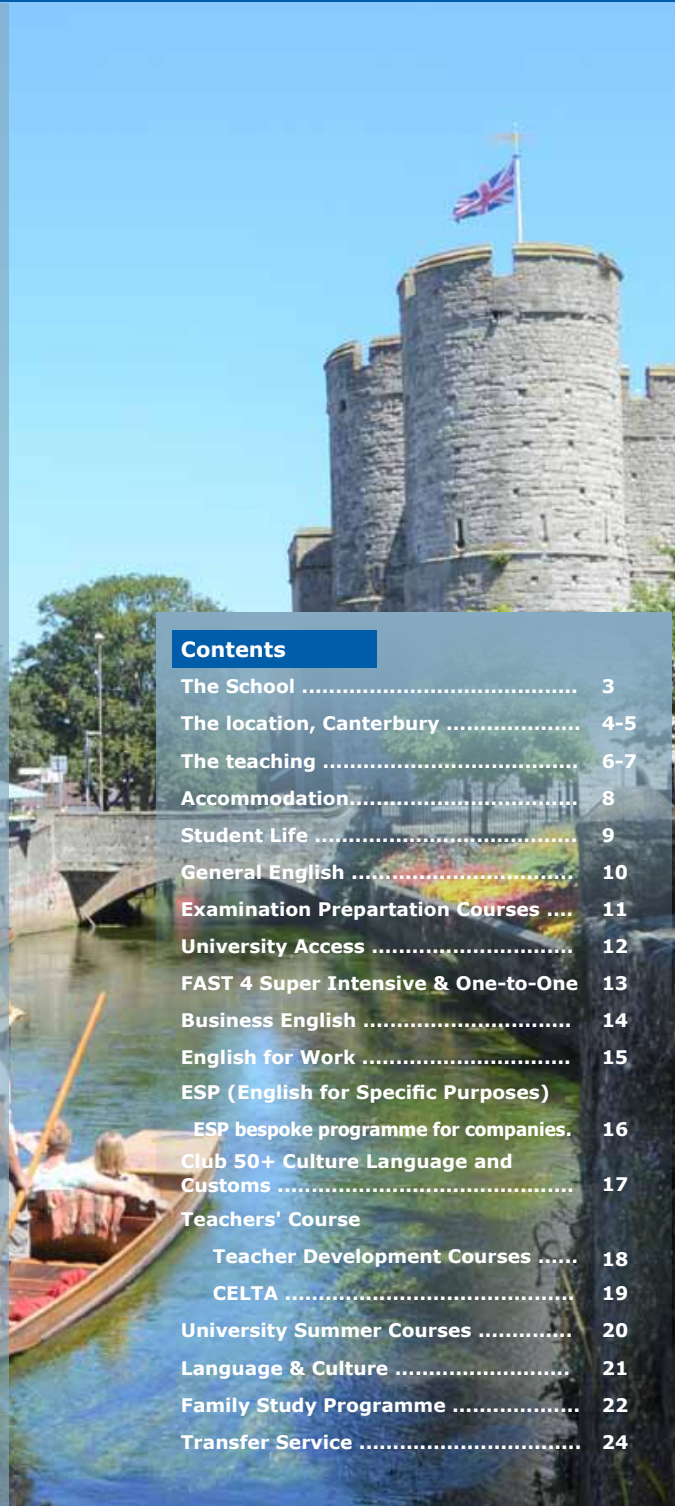 Contents
The School ......................................... 3
The location, Canterbury .................... 4-5
The teaching ...................................... 6-7
Accommodation.................................. 8
Student Life ....................................... 9
General English ................................. 10
Examination Prepartation Courses .... 11
University Access .............................. 12
FAST 4 Super Intensive & One-to-One 13
Business English ............................... 14
English for Work ............................... 15
ESP (English for Specific Purposes)
ESP bespoke programme for companies. 16
Club 50+ Culture Language and
Customs ............................................ 17
Teachers' Course
Teacher Development Courses ...... 18
CELTA ........................................... 19
University Summer Courses .............. 20
Language & Culture .......................... 21
Family Study Programme ................... 22
Transfer Service ................................. 24